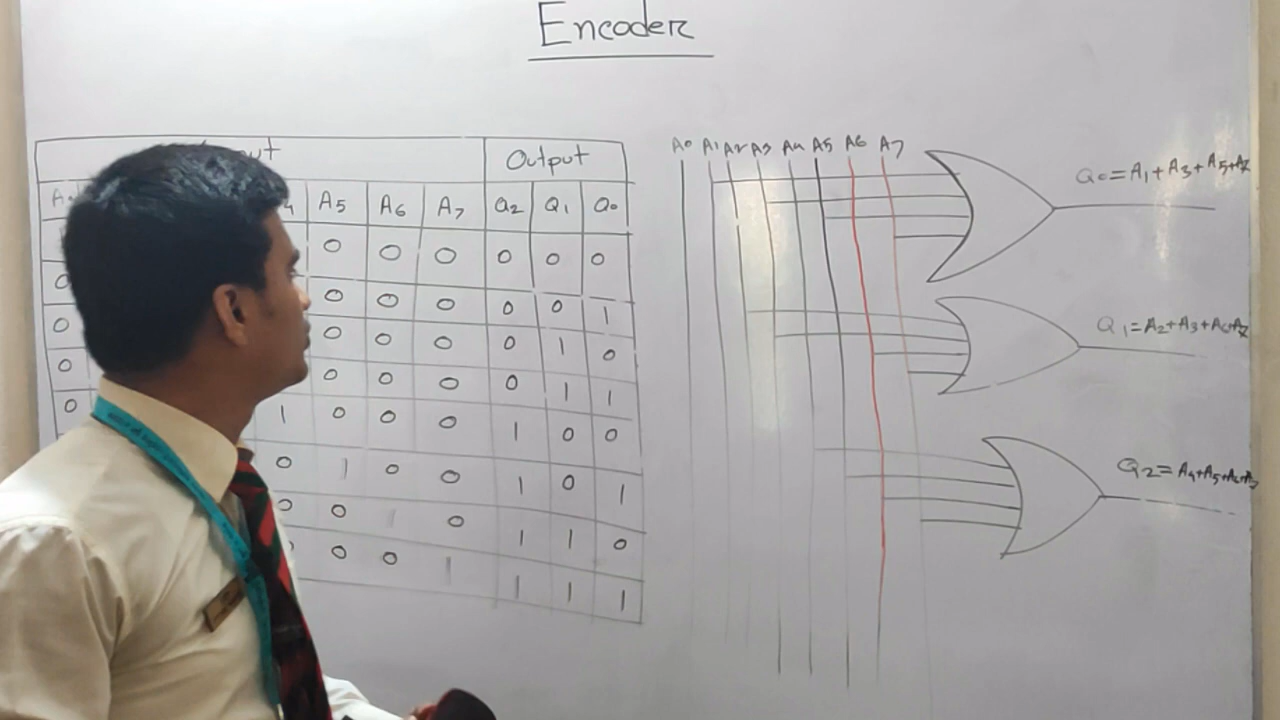 Encoder
Output
A5 A6 A7 Q2 Q1 Q0
0 0 0 0 0 0
0 0 0 0 0 0 1
0 0 0 0 0 1 0
0 0 0 0 0 1 1
0 1 0 0 0 1 0 0
0 1 0 0 1 0 1
0 0 1 0 1 1 0
0 0 1 1 1 1
A0 A1 A2 A3 A4 A5 A6 A7
Q0=A1+A3+A5+A7
Q1=A2+A3+A6+A7
Q2=A4+A5+A6+A7